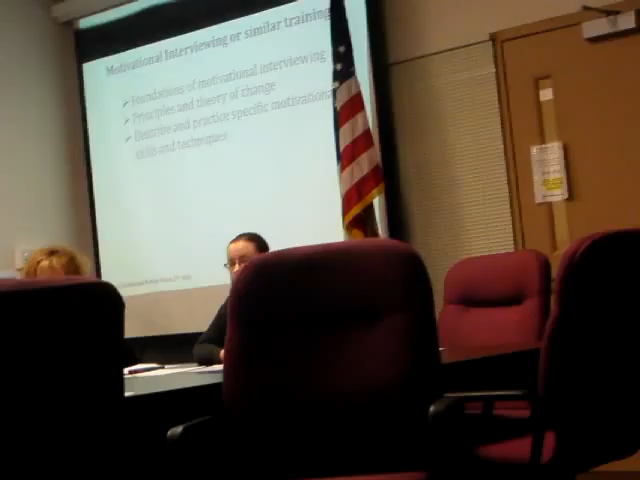 Motivational Interviewing or similar training
Foundations of motivational interviewing
Principles and theory of change
Describe and practice specific motivational
skills and techniques